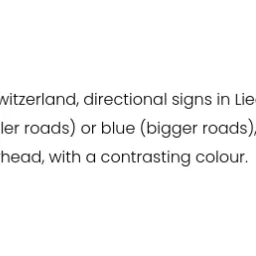 witzerland, directional signs in Lie
ler roads) or blue (bigger roads),
head, with a contrasting colour.